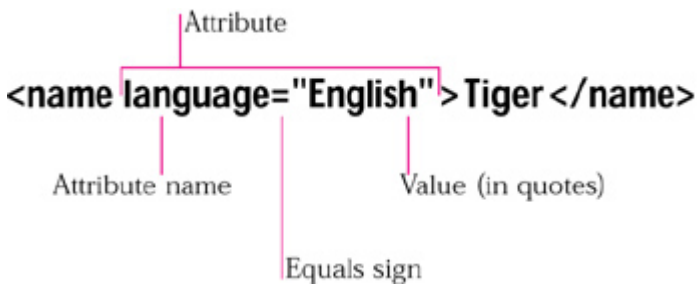 Attribute
<name language="English">Tiger</name>
Attribute name
Value (in quotes)
Equals sign